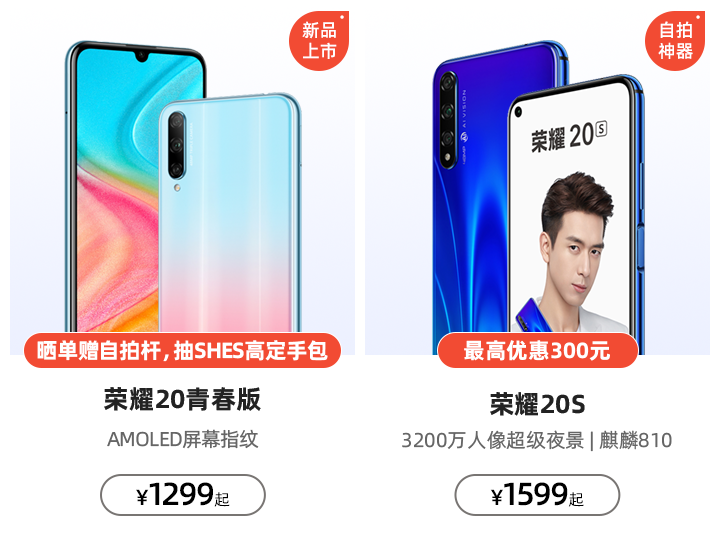 新品
上市
晒单赠自拍杆，抽SHES高定手包
荣耀20青春版
AMOLED屏幕指纹
¥1299起
自拍
神器
AI VISION
荣耀 20 S
最高优惠300元
荣耀20S
3200万人像超级夜景 | 麒麟810
¥1599起